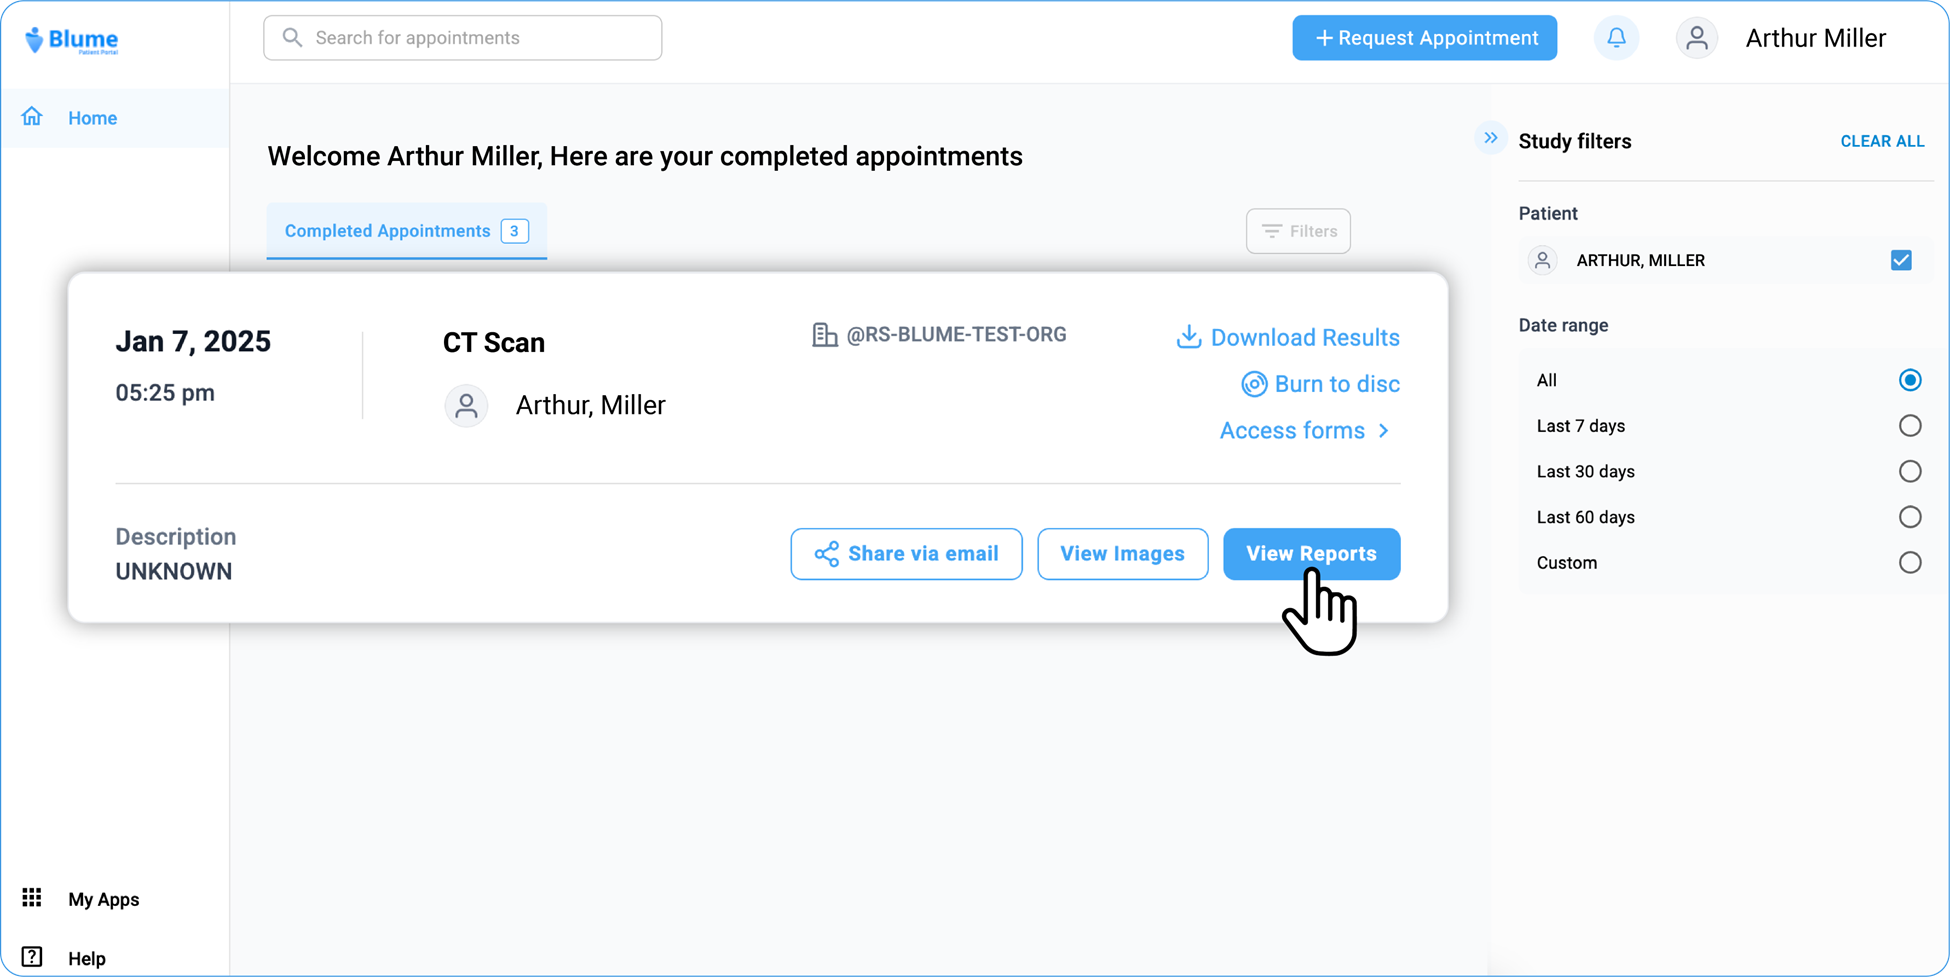 Blume
Patient Portal
Search for appointments
+ Request Appointment
Arthur Miller
Home
Welcome Arthur Miller, Here are your completed appointments
Completed Appointments 3
Filters
Jan 7, 2025
05:25 pm
CT Scan
Arthur, Miller
@RS-BLUME-TEST-ORG
Download Results
Burn to disc
Access forms
Description
UNKNOWN
Share via email
View Images
View Reports
Study filters
CLEAR ALL
Patient
ARTHUR, MILLER
Date range
All
Last 7 days
Last 30 days
Last 60 days
Custom
My Apps
? Help